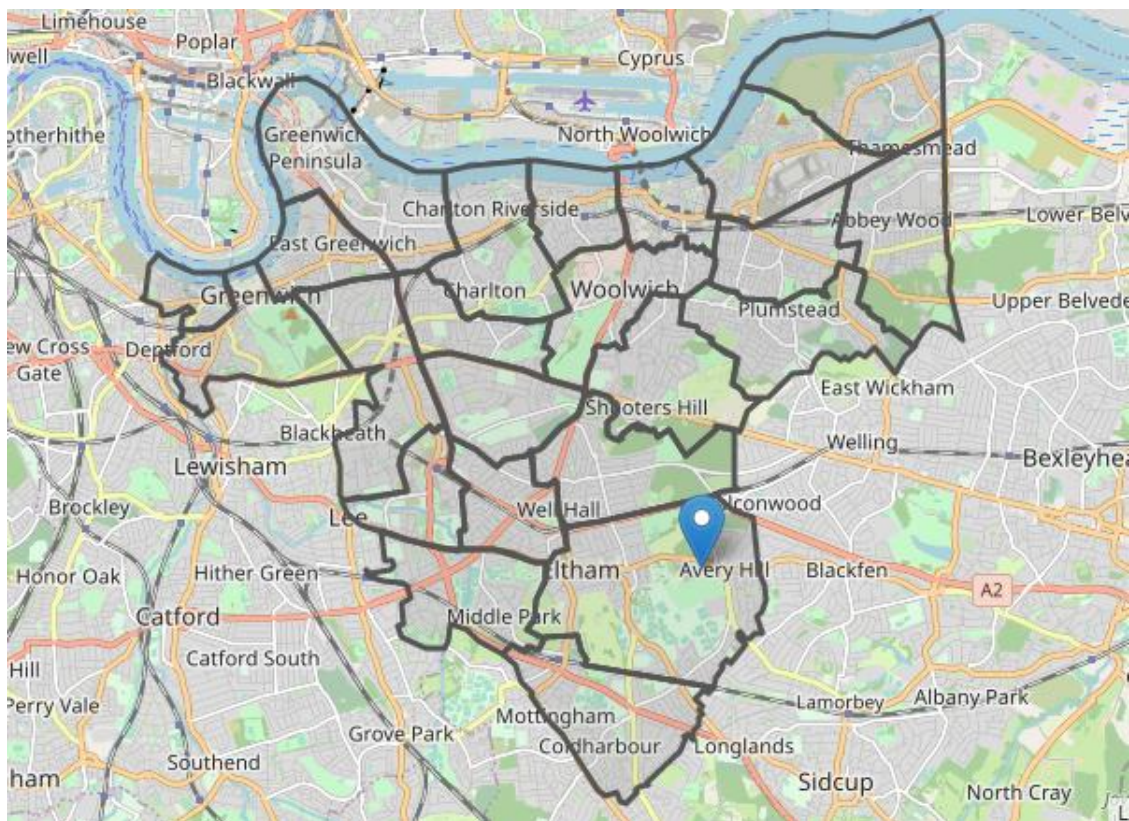 Limehouse
Poplar
Cyprus
Blackwall
otherhithe
Greenwich
Peninsula
North Woolwich
Thamesmead
Charlton Riverside
Abbey Wood
Lower Belv
East Greenwich
Greenwich
Charlton
Woolwich
Plumstead
Upper Belvede
ew Cross
Gate
Deptford
East Wickham
Shooters Hill
Blackheath
Welling
Lewisham
Bexleyhea
Brockley
Lee
Well Hall
Honor Oak
Hither Green
Eltham
Avery Hill
Blackfen
A2
Catford
Middle Park
Hill
Catford South
Perry Vale
Lamorbey
Albany Park
Mottingham
Grove Park
Coldharbour
Longlands
Southend
ham
Sidcup
North Cray